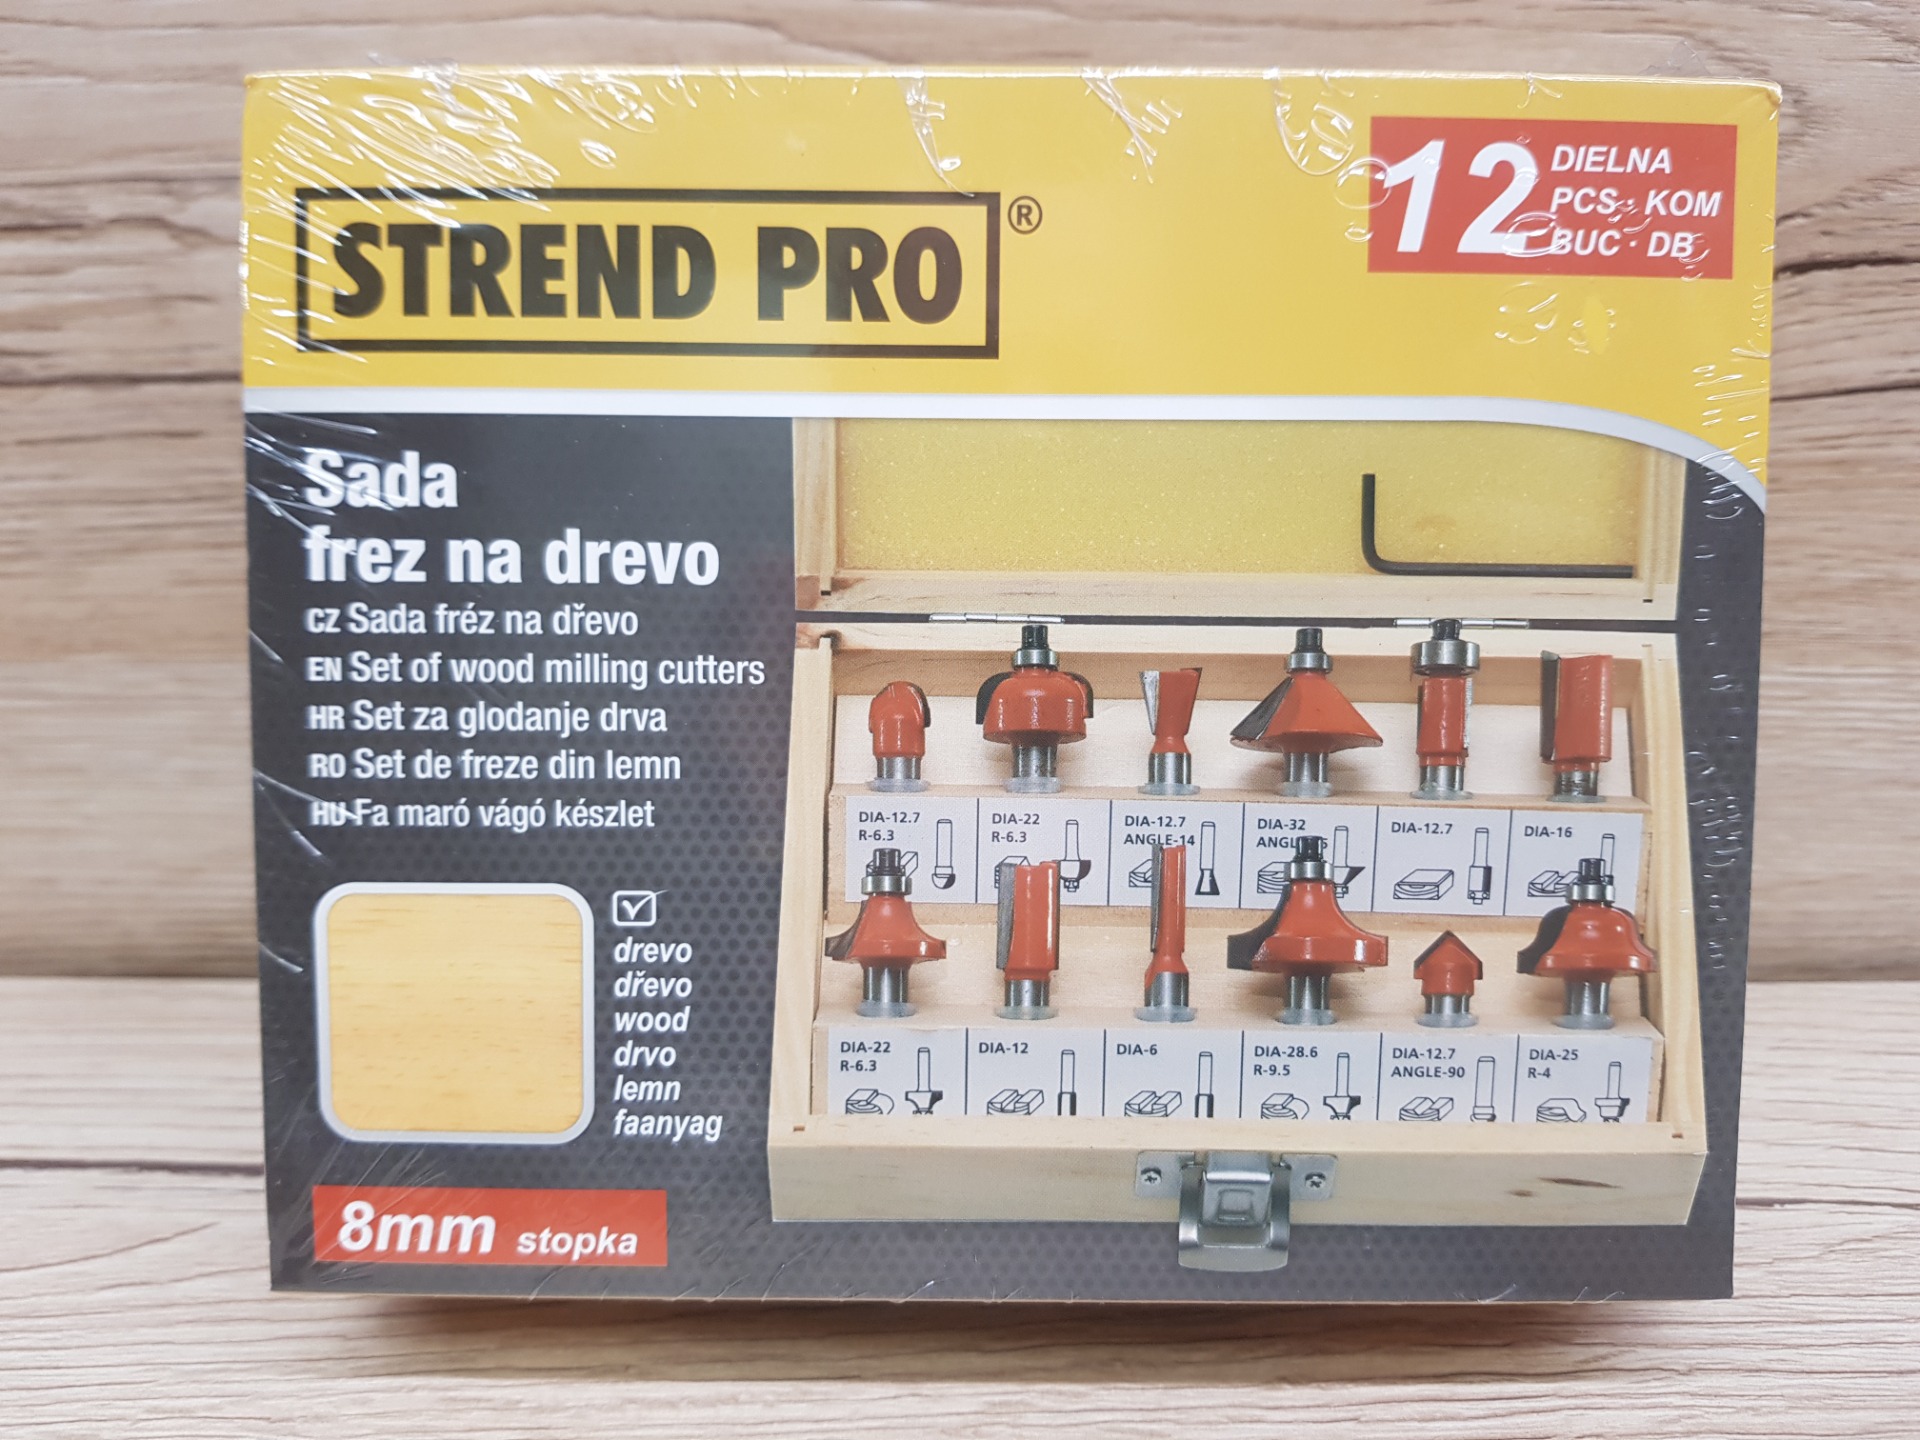 STREND PRO ®
12 DIELNA
PCS · KOM
BUC · DB
Sada
frez na drevo
CZ Sada fréz na dřevo
EN Set of wood milling cutters
HR Set za glodanje drva
RO Set de freze din lemn
HU Fa maró vágó készlet
drevo
dřevo
wood
drvo
lemn
faanyag
8mm stopka
DIA-12.7
R-6.3
DIA-22
R-6.3
DIA-12.7
ANGLE-14
DIA-32
DIA-12.7
DIA-16
DIA-22
R-6.3
DIA-12
DIA-6
DIA-28.6
R-9.5
DIA-12.7
ANGLE-90
DIA-25
R-4